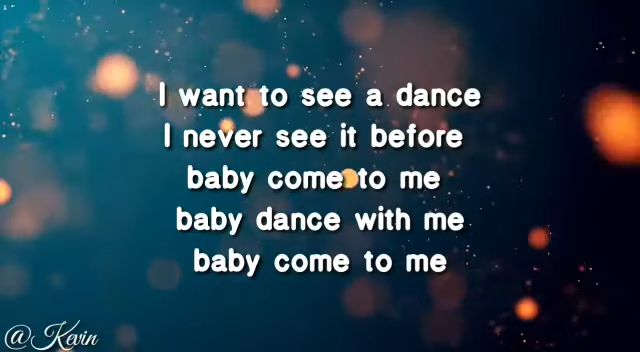 I want to see a dance
I never see it before
baby come to me
baby dance with me
baby come to me
@Kevin